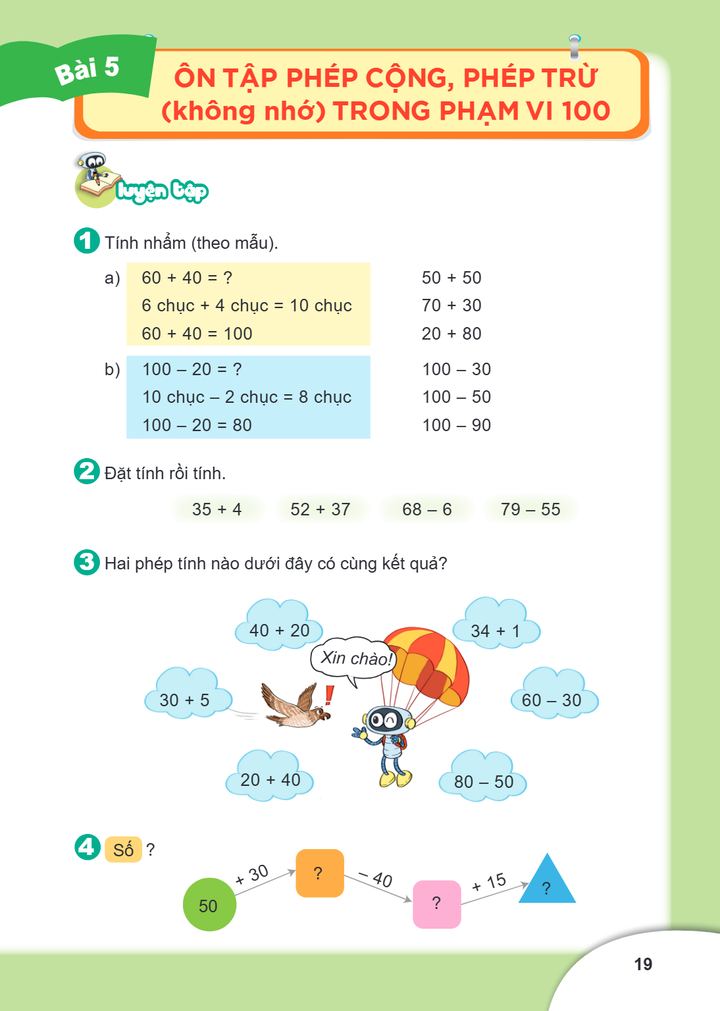 Bài 5
ÔN TẬP PHÉP CỘNG, PHÉP TRỪ
(không nhớ) TRONG PHẠM VI 100
luyện tập
1 Tính nhẩm (theo mẫu).
a) 60 + 40 = ? 50 + 50
6 chục + 4 chục = 10 chục 70 + 30
60 + 40 = 100 20 + 80
b) 100 – 20 = ? 100 – 30
10 chục – 2 chục = 8 chục 100 – 50
100 – 20 = 80 100 – 90
2 Đặt tính rồi tính.
35 + 4 52 + 37 68 – 6 79 – 55
3 Hai phép tính nào dưới đây có cùng kết quả?
40 + 20 34 + 1
Xin chào!
30 + 5 ! 60 – 30
20 + 40 80 – 50
4 Số ?
50 + 30 ? – 40 ? + 15 ?
19